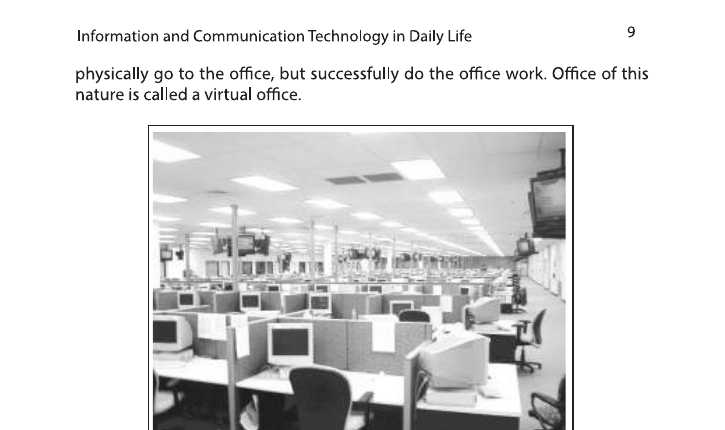 Information and Communication Technology in Daily Life 9
physically go to the office, but successfully do the office work. Office of this
nature is called a virtual office.